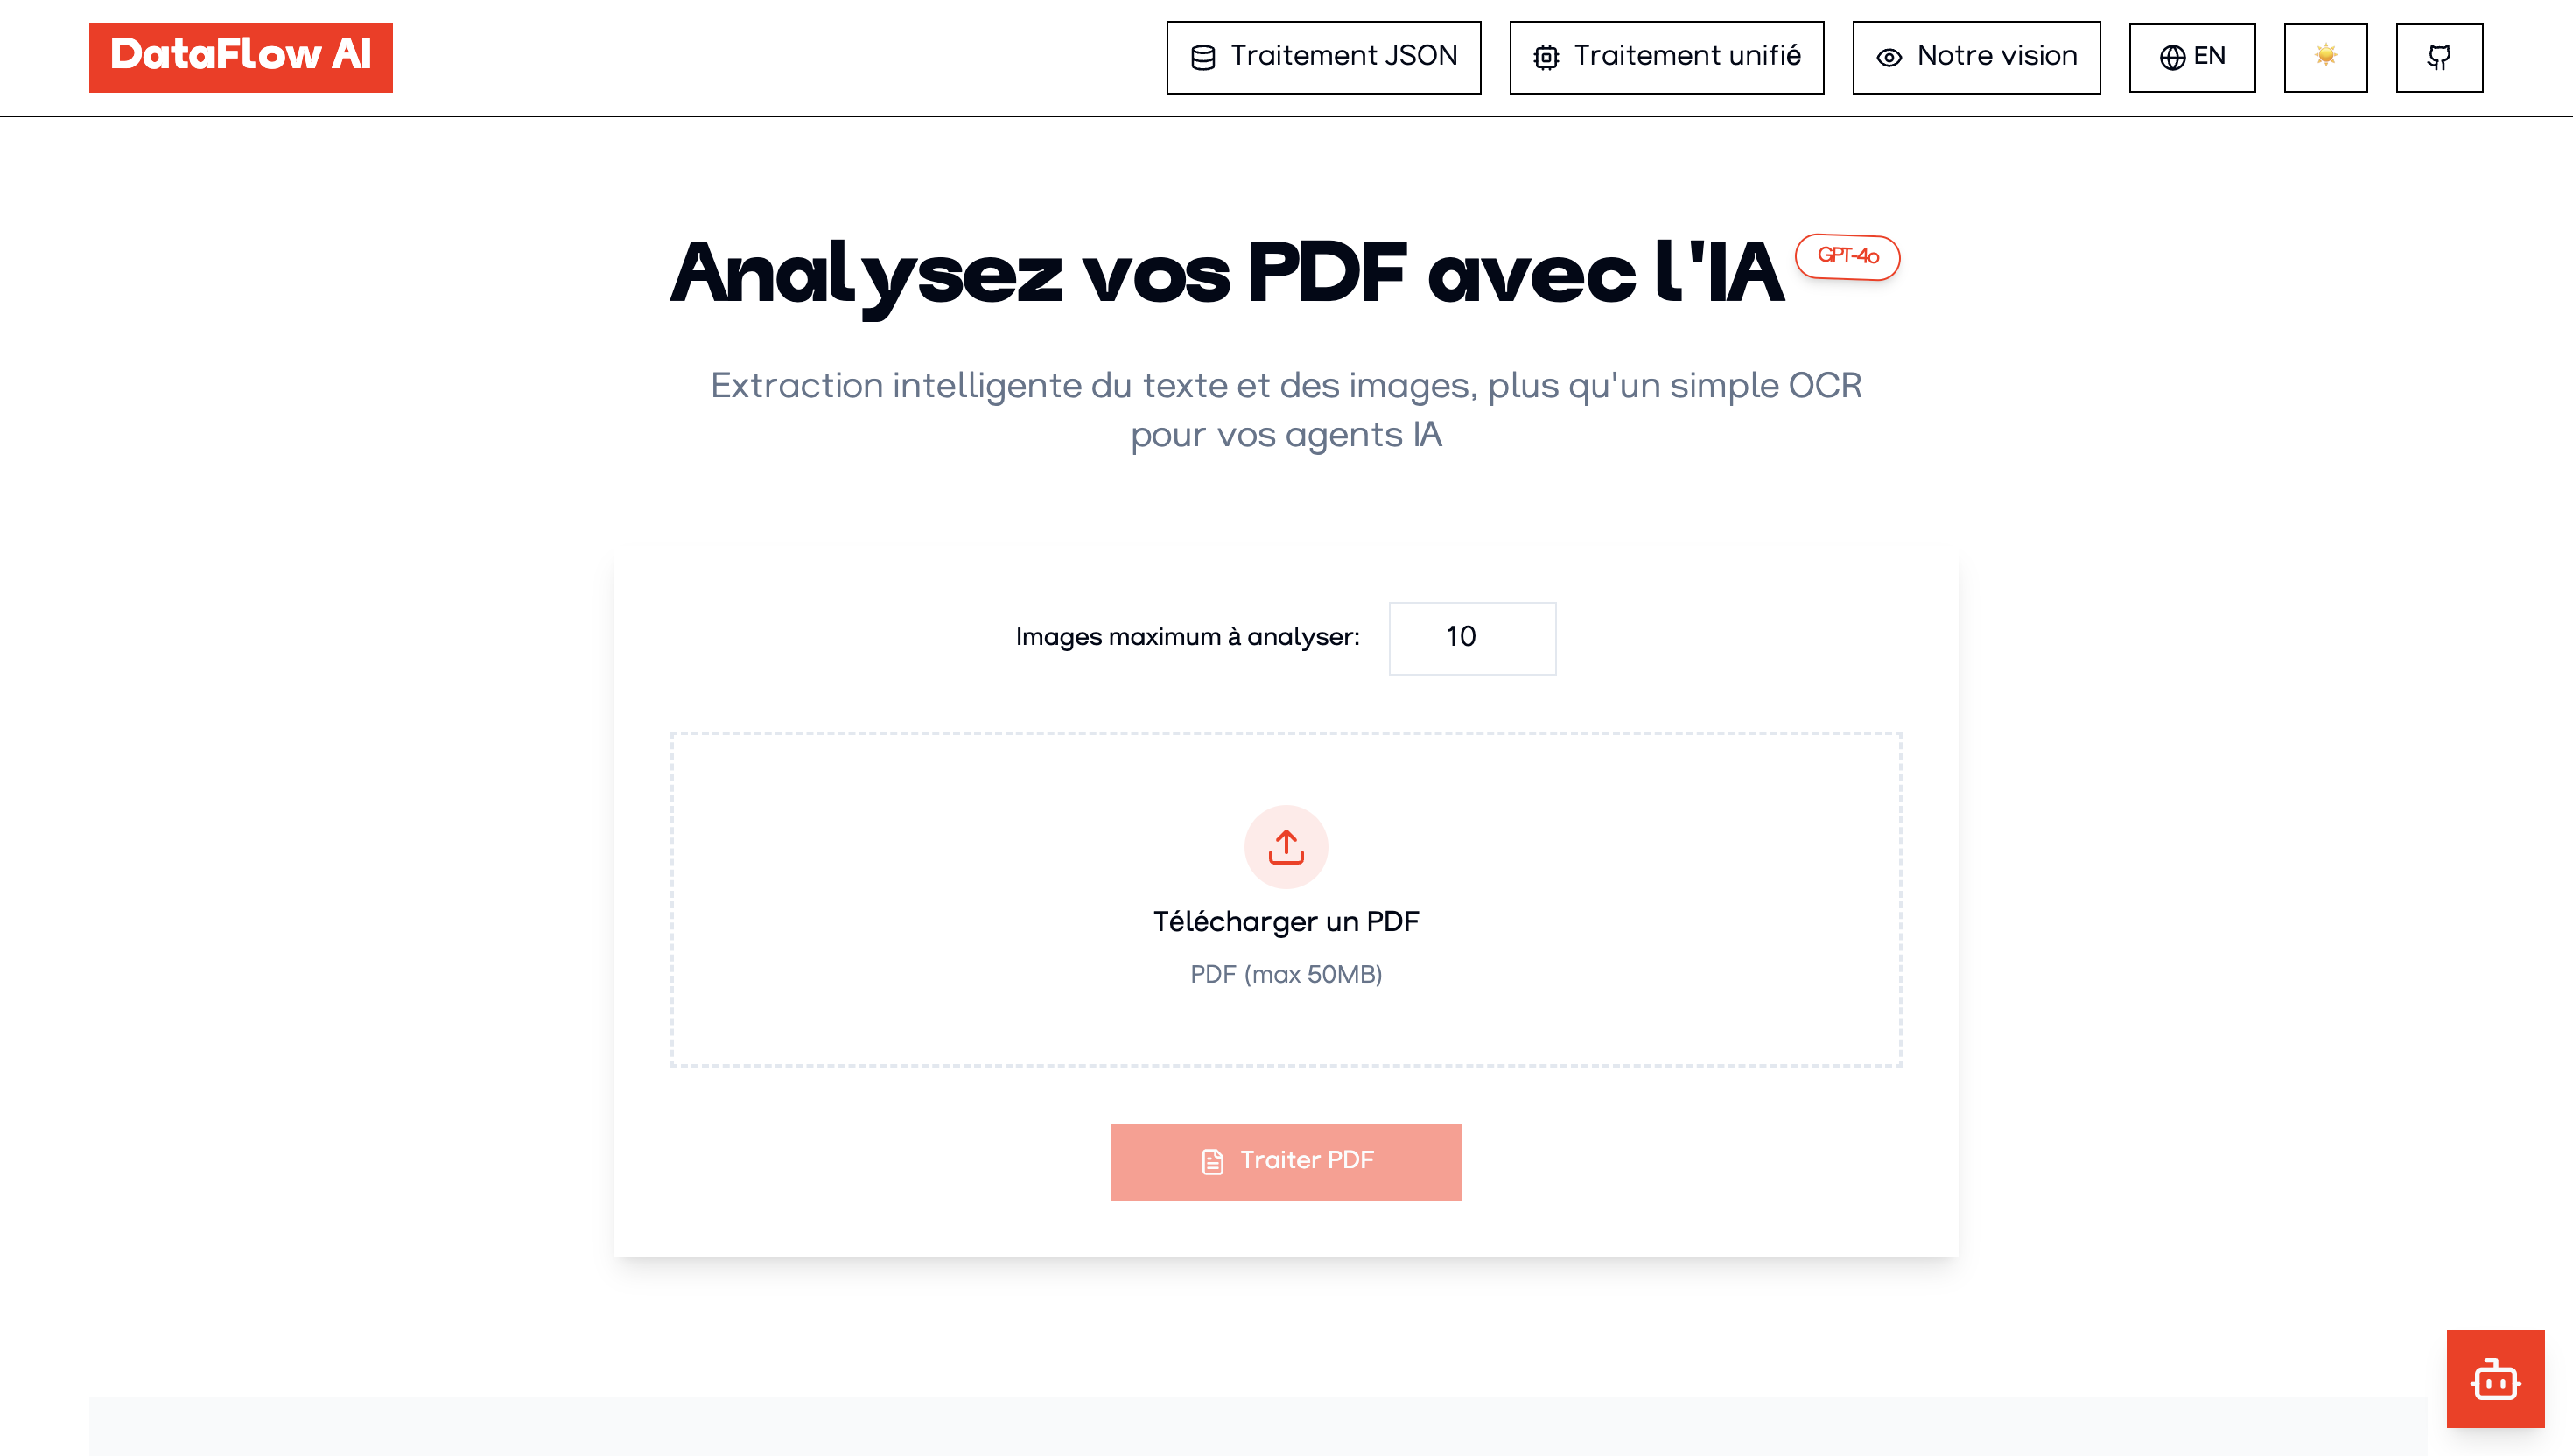 DataFlow AI
Traitement JSON
Traitement unifié
Notre vision
EN
Analysez vos PDF avec l'IA
GPT-4o
Extraction intelligente du texte et des images, plus qu'un simple OCR
pour vos agents IA
Images maximum à analyser:
10
Télécharger un PDF
PDF (max 50MB)
Traiter PDF